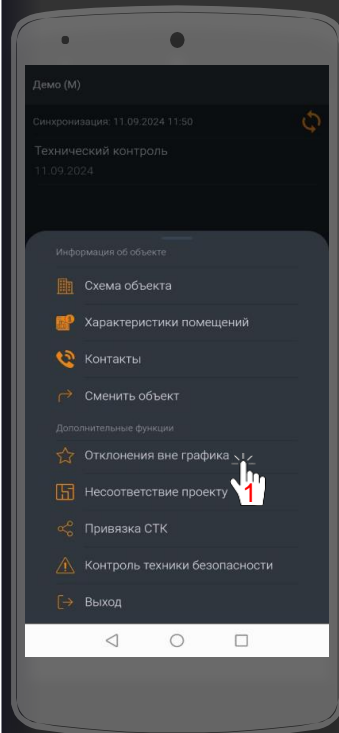 Демо (М)
Синхронизация: 11.09.2024 11:50
Технический контроль
11.09.2024
Информация об объекте
Схема объекта
Характеристики помещений
Контакты
Сменить объект
Дополнительные функции
Отклонения вне графика
Несоответствие проекту
1
Привязка СТК
Контроль техники безопасности
Выход